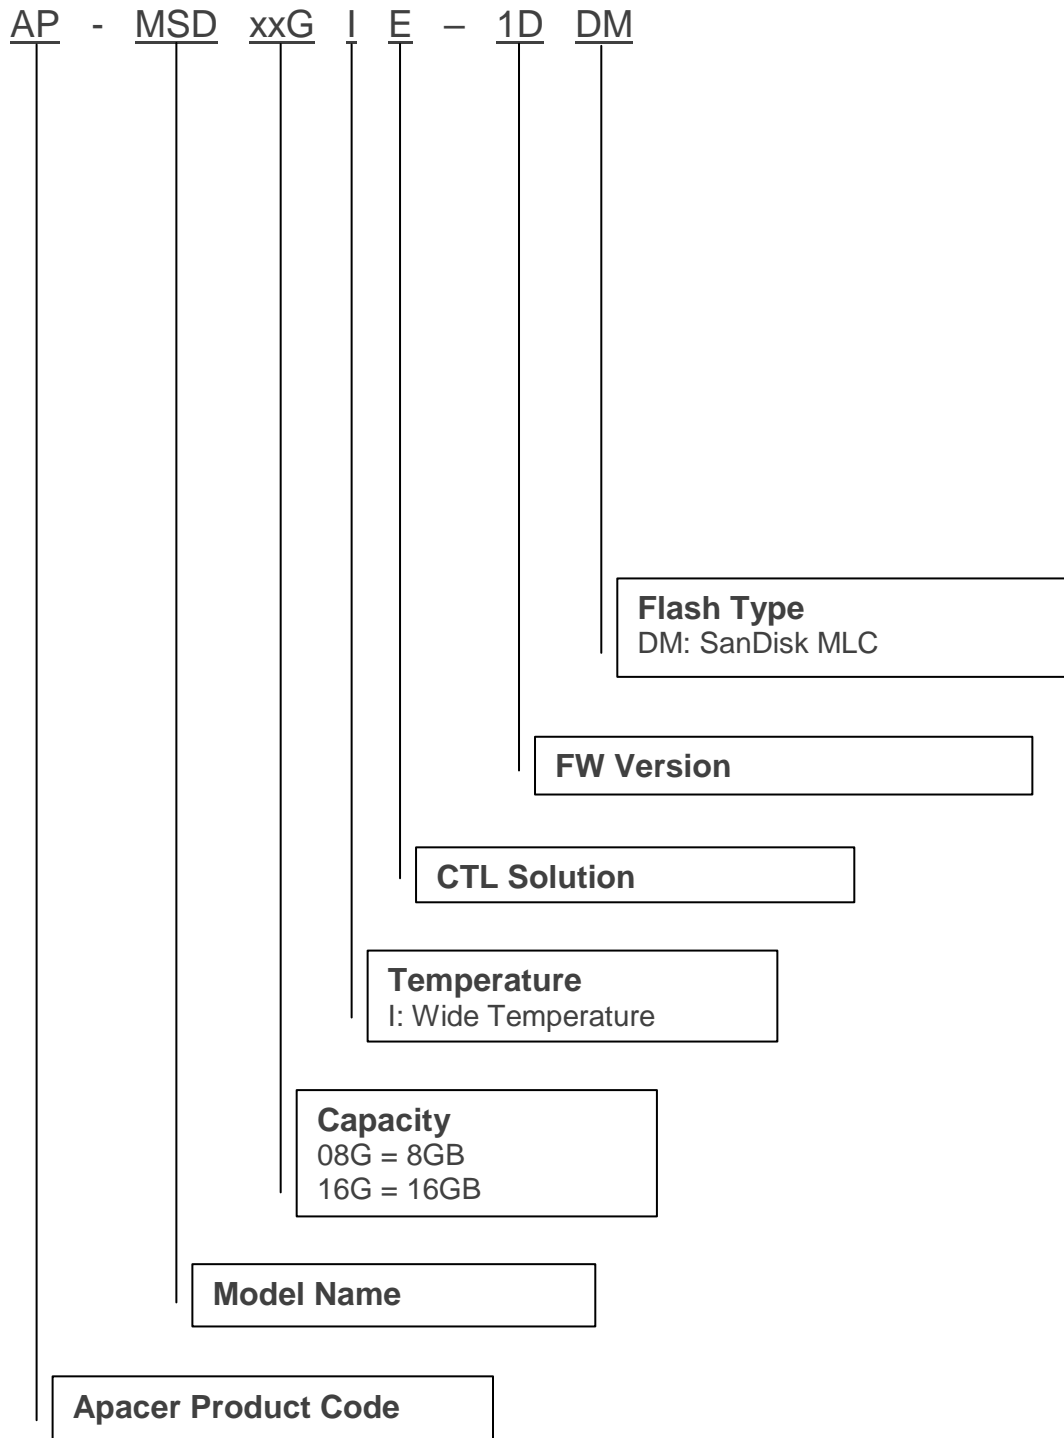 AP - MSD xxG I E – 1D DM
Flash Type
DM: SanDisk MLC
FW Version
CTL Solution
Temperature
I: Wide Temperature
Capacity
08G = 8GB
16G = 16GB
Model Name
Apacer Product Code